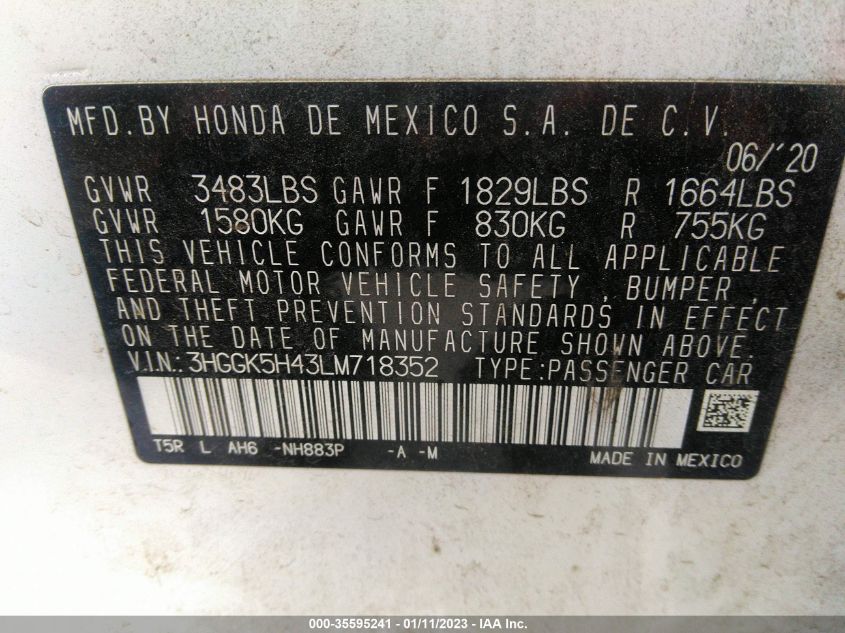 MFD.BY HONDA DE MEXICO S.A. DE C.V.
06/'20
GVWR 3483LBS GAWR F 1829LBS R 1664LBS
GVWR 1580KG GAWR F 830KG R 755KG
THIS VEHICLE CONFORMS TO ALL APPLICABLE
FEDERAL MOTOR VEHICLE SAFETY , BUMPER ,
AND THEFT PREVENTION STANDARDS IN EFFECT
ON THE DATE OF MANUFACTURE SHOWN ABOVE.
V.I.N.: 3HGGK5H43LM718352 TYPE:PASSENGER CAR
T5R L AH6 -NH883P -A -M MADE IN MEXICO
000-35595241 - 01/11/2023 - IAA Inc.